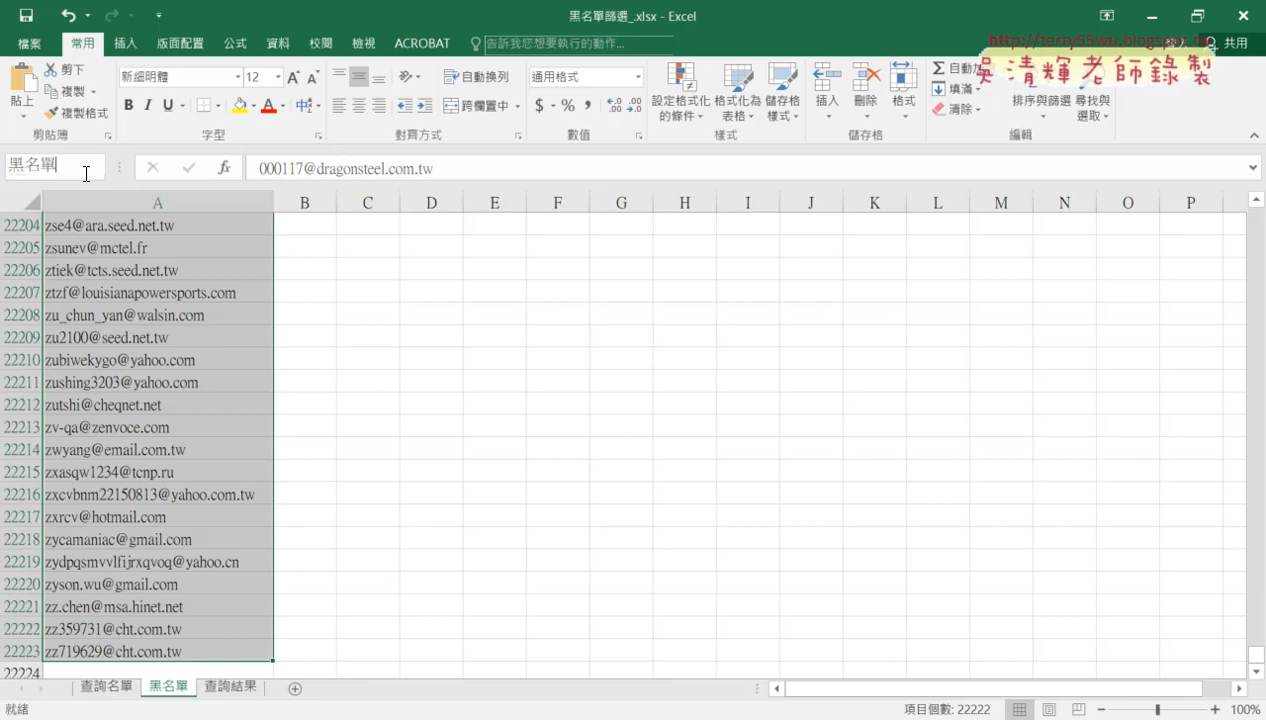 黑名單篩選_.xlsx - Excel
檔案 常用 插入 版面配置 公式 資料 校閱 檢視 ACROBAT 告訴我您想要執行的動作... 共用
http://terry55wu.blogspot.tw
吳清輝老師錄製
貼上 剪下 複製 複製格式 剪貼簿
新細明體 12 字型
自動換列 跨欄置中 對齊方式
通用格式 數值
設定格式化的條件 格式化為表格 儲存格樣式 樣式
插入 刪除 格式 儲存格
自動加 填滿 清除 排序與篩選 尋找與選取 編輯
黑名單 000117@dragonsteel.com.tw
A B C D E F G H I J K L M N O P
22204 zse4@ara.seed.net.tw
22205 zsunev@mctel.fr
22206 ztiek@tcts.seed.net.tw
22207 ztzf@louisianapowersports.com
22208 zu_chun_yan@walsin.com
22209 zu2100@seed.net.tw
22210 zubiwekygo@yahoo.com
22211 zushing3203@yahoo.com
22212 zutshi@cheqnet.net
22213 zv-qa@zenvoce.com
22214 zwyang@email.com.tw
22215 zxasqw1234@tcnp.ru
22216 zxcvbnm22150813@yahoo.com.tw
22217 zxrcv@hotmail.com
22218 zycamaniac@gmail.com
22219 zydpqsmvvlfijrxqvoq@yahoo.cn
22220 zyson.wu@gmail.com
22221 zz.chen@msa.hinet.net
22222 zz359731@cht.com.tw
22223 zz719629@cht.com.tw
22224
查詢名單 黑名單 查詢結果
就緒 項目個數: 22222 100%